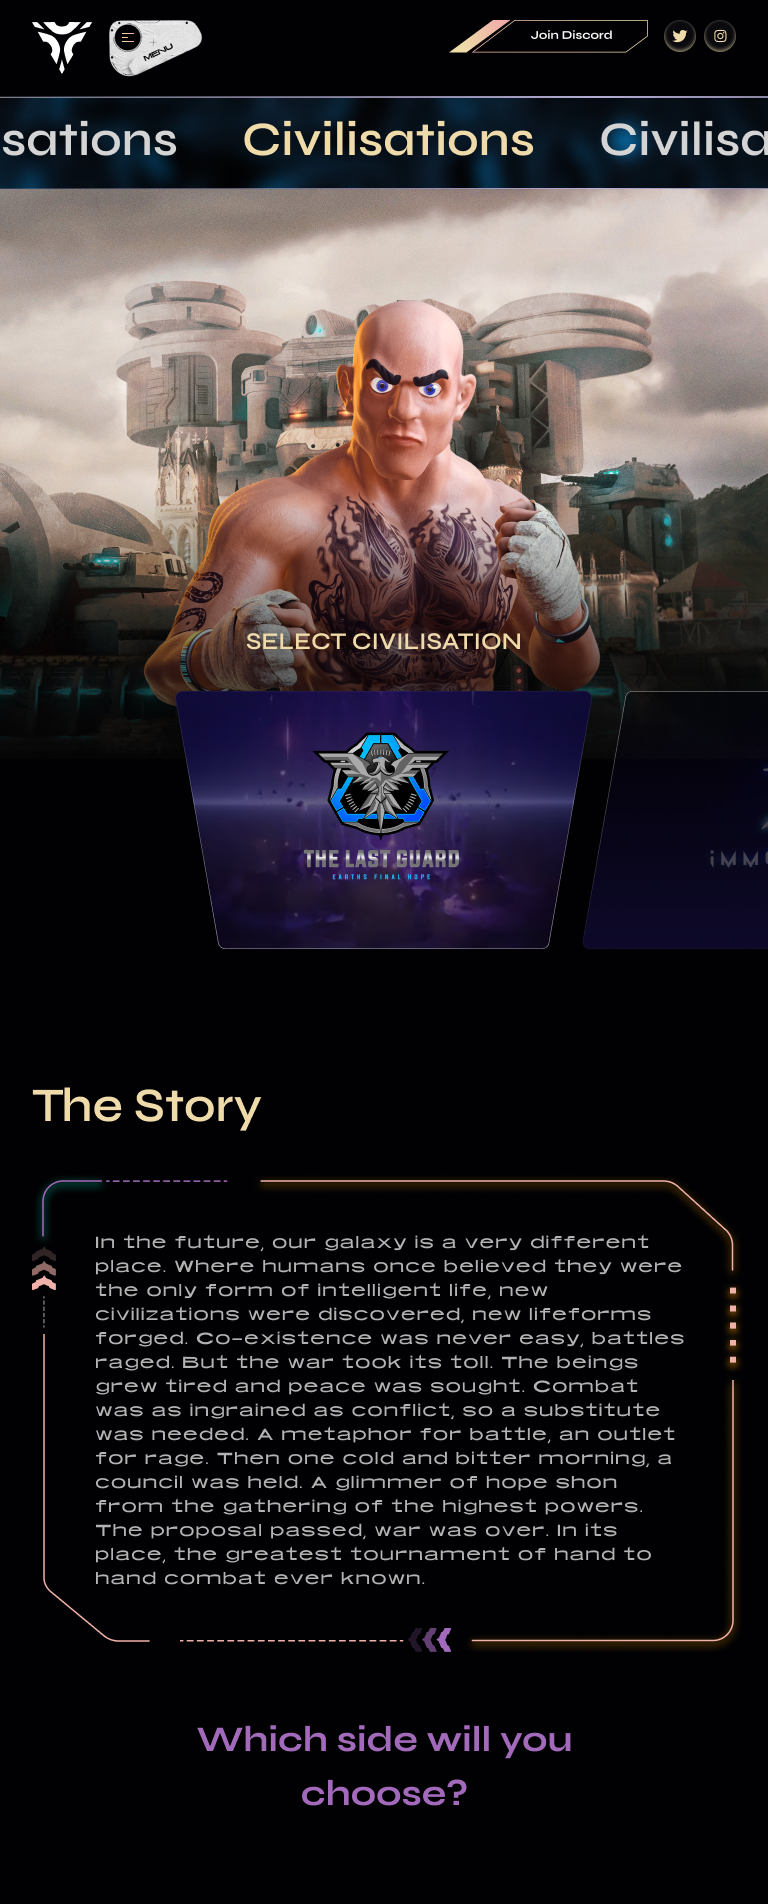 MENU
Join Discord
sations Civilisations Civilisa
SELECT CIVILISATION
THE LAST GUARD
EARTHS FINAL HOPE
iMMO
The Story
In the future, our galaxy is a very different
place. Where humans once believed they were
the only form of intelligent life, new
civilizations were discovered, new lifeforms
forged. Co-existence was never easy, battles
raged. But the war took its toll. The beings
grew tired and peace was sought. Combat
was as ingrained as conflict, so a substitute
was needed. A metaphor for battle, an outlet
for rage. Then one cold and bitter morning, a
council was held. A glimmer of hope shon
from the gathering of the highest powers.
The proposal passed, war was over. In its
place, the greatest tournament of hand to
hand combat ever known.
Which side will you
choose?